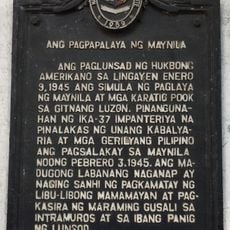 1939
ANG PAGPAPALAYA NG MAYNILA
ANG PAGLUNSAD NG HUKBONG
AMERIKANO SA LINGAYEN ENERO
9,1945 ANG SIMULA NG PAGLAYA
NG MAYNILA AT MGA KARATIG POOK
SA GITNANG LUZON. PINANGUNA-
HAN NG IKA-37 IMPANTERIYA NA
PINALAKAS NG UNANG KABALYA-
RIA AT MGA GERILYANG PILIPINO
ANG PAGSALAKAY SA MAYNILA
NOONG PEBRERO 3,1945. ANG MA-
DUGONG LABANANG NAGANAP AY
NAGING SANHI NG PAGKAMATAY NG
LIBU-LIBONG MAMAMAYAN AT PAG-
KASIRA NG MARAMING GUSALI SA
INTRAMUROS AT SA IBANG PANIG
NG LUNSOD.